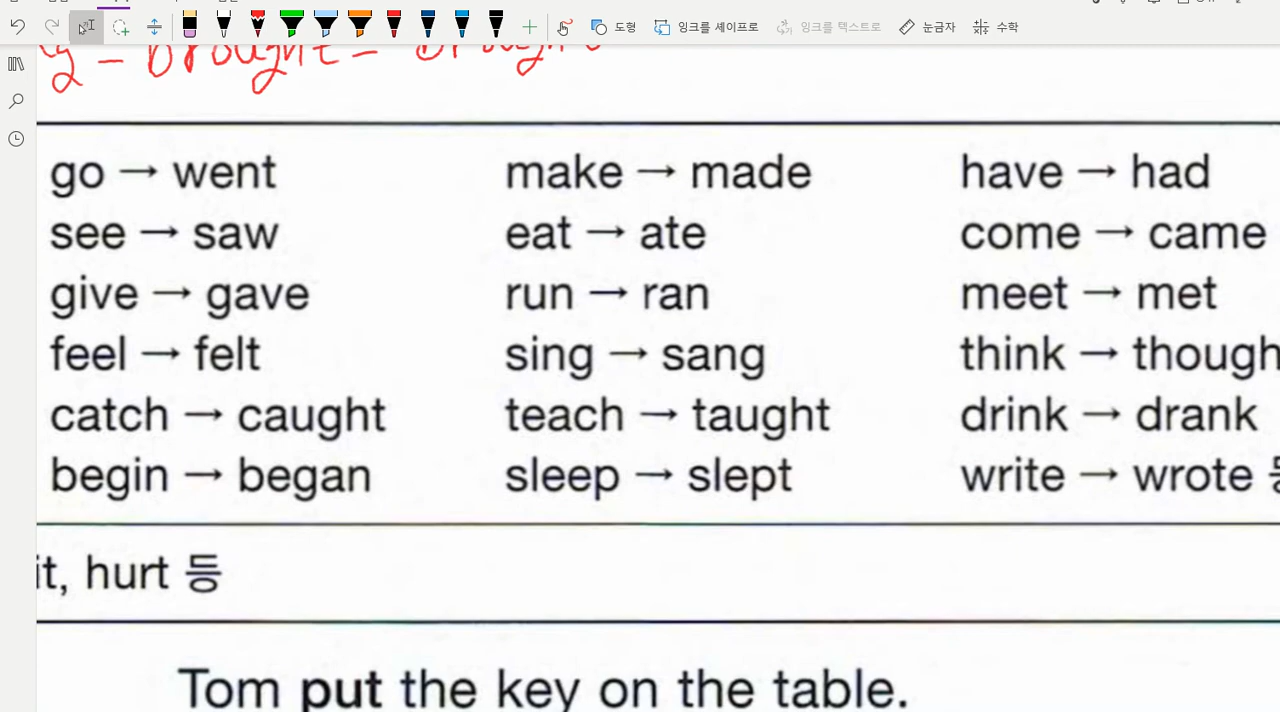 도형 잉크를 셰이프로 잉크를 텍스트로 눈금자 수학
brought - brought
go → went make → made have → had
see → saw eat → ate come → came
give → gave run → ran meet → met
feel → felt sing → sang think → though
catch → caught teach → taught drink → drank
begin → began sleep → slept write → wrote
it, hurt 등
Tom put the key on the table.